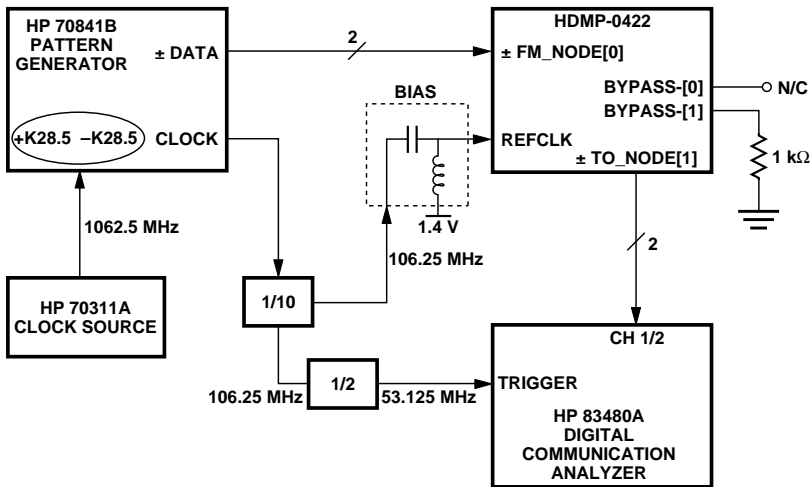 HP 70841B
PATTERN
GENERATOR
± DATA
+K28.5 –K28.5
CLOCK
2
HDMP-0422
± FM_NODE[0]
BYPASS-[0]
N/C
BYPASS-[1]
REFCLK
± TO_NODE[1]
1 kΩ
BIAS
1.4 V
1062.5 MHz
106.25 MHz
2
HP 70311A
CLOCK SOURCE
1/10
1/2
106.25 MHz
53.125 MHz
CH 1/2
TRIGGER
HP 83480A
DIGITAL
COMMUNICATION
ANALYZER